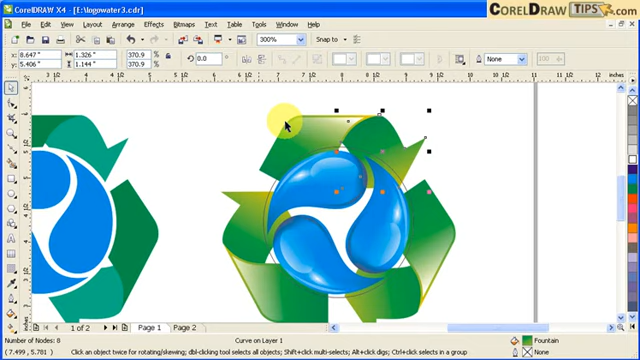 CorelDRAW X4 - [E:\logowater3.cdr]
CORELDRAW TIPS.com
File Edit View Layout Arrange Effects Bitmaps Text Table Tools Window Help
300% Snap to
x: 8.647 " 1.326 " 370.9 % 0.0 ° None
y: 5.406 " 1.144 " 370.9 %
inches
1 of 2 Page 1 Page 2
Number of Nodes: 8 Curve on Layer 1 Fountain
( 7.499 , 5.781 ) Click an object twice for rotating/skewing; dbl-clicking tool selects all objects; Shift+click multi-selects; Alt+click digs; Ctrl+click selects in a group None